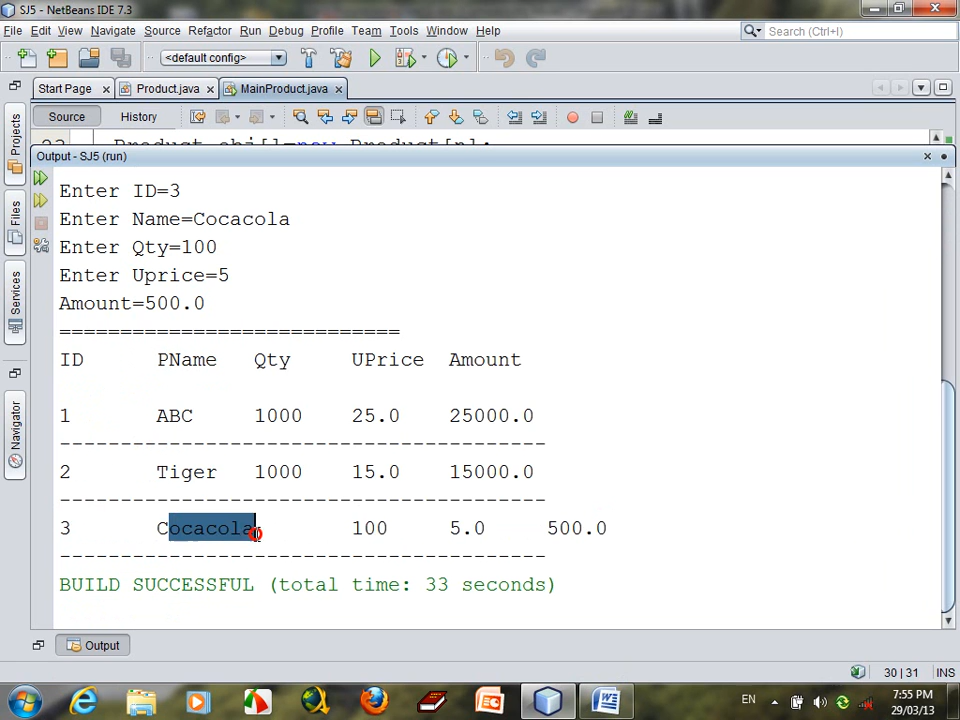 SJ5 - NetBeans IDE 7.3
File Edit View Navigate Source Refactor Run Debug Profile Team Tools Window Help
Search (Ctrl+I)
<default config>
Start Page Product.java MainProduct.java
Source History
Projects
Files
Services
Navigator
Output - SJ5 (run)
Enter ID=3
Enter Name=Cocacola
Enter Qty=100
Enter Uprice=5
Amount=500.0
============================
ID PName Qty UPrice Amount
1 ABC 1000 25.0 25000.0
----------------------------------------
2 Tiger 1000 15.0 15000.0
----------------------------------------
3 Cocacola 100 5.0 500.0
----------------------------------------
BUILD SUCCESSFUL (total time: 33 seconds)
Output
30 | 31 INS
EN
7:55 PM
29/03/13